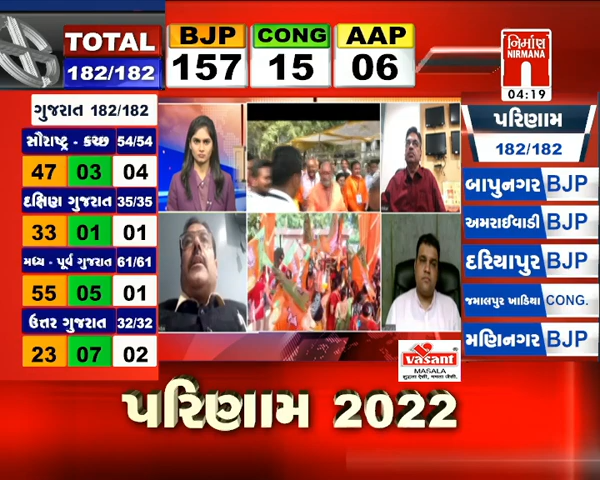 TOTAL
182/182
BJP
157
CONG
15
AAP
06
નિર્માણ
NIRMANA
04:19
ગુજરાત 182/182
સૌરાષ્ટ્ર - કચ્છ 54/54
47 03 04
દક્ષિણ ગુજરાત 35/35
33 01 01
મધ્ય - પૂર્વ ગુજરાત 61/61
55 05 01
ઉત્તર ગુજરાત 32/32
23 07 02
પરિણામ
182/182
બાપુનગર BJP
અમરાઈવાડી BJP
દરિયાપુર BJP
જમાલપુર ખાડિયા CONG.
મણિનગર BJP
vasant
MASALA
પરિણામ 2022